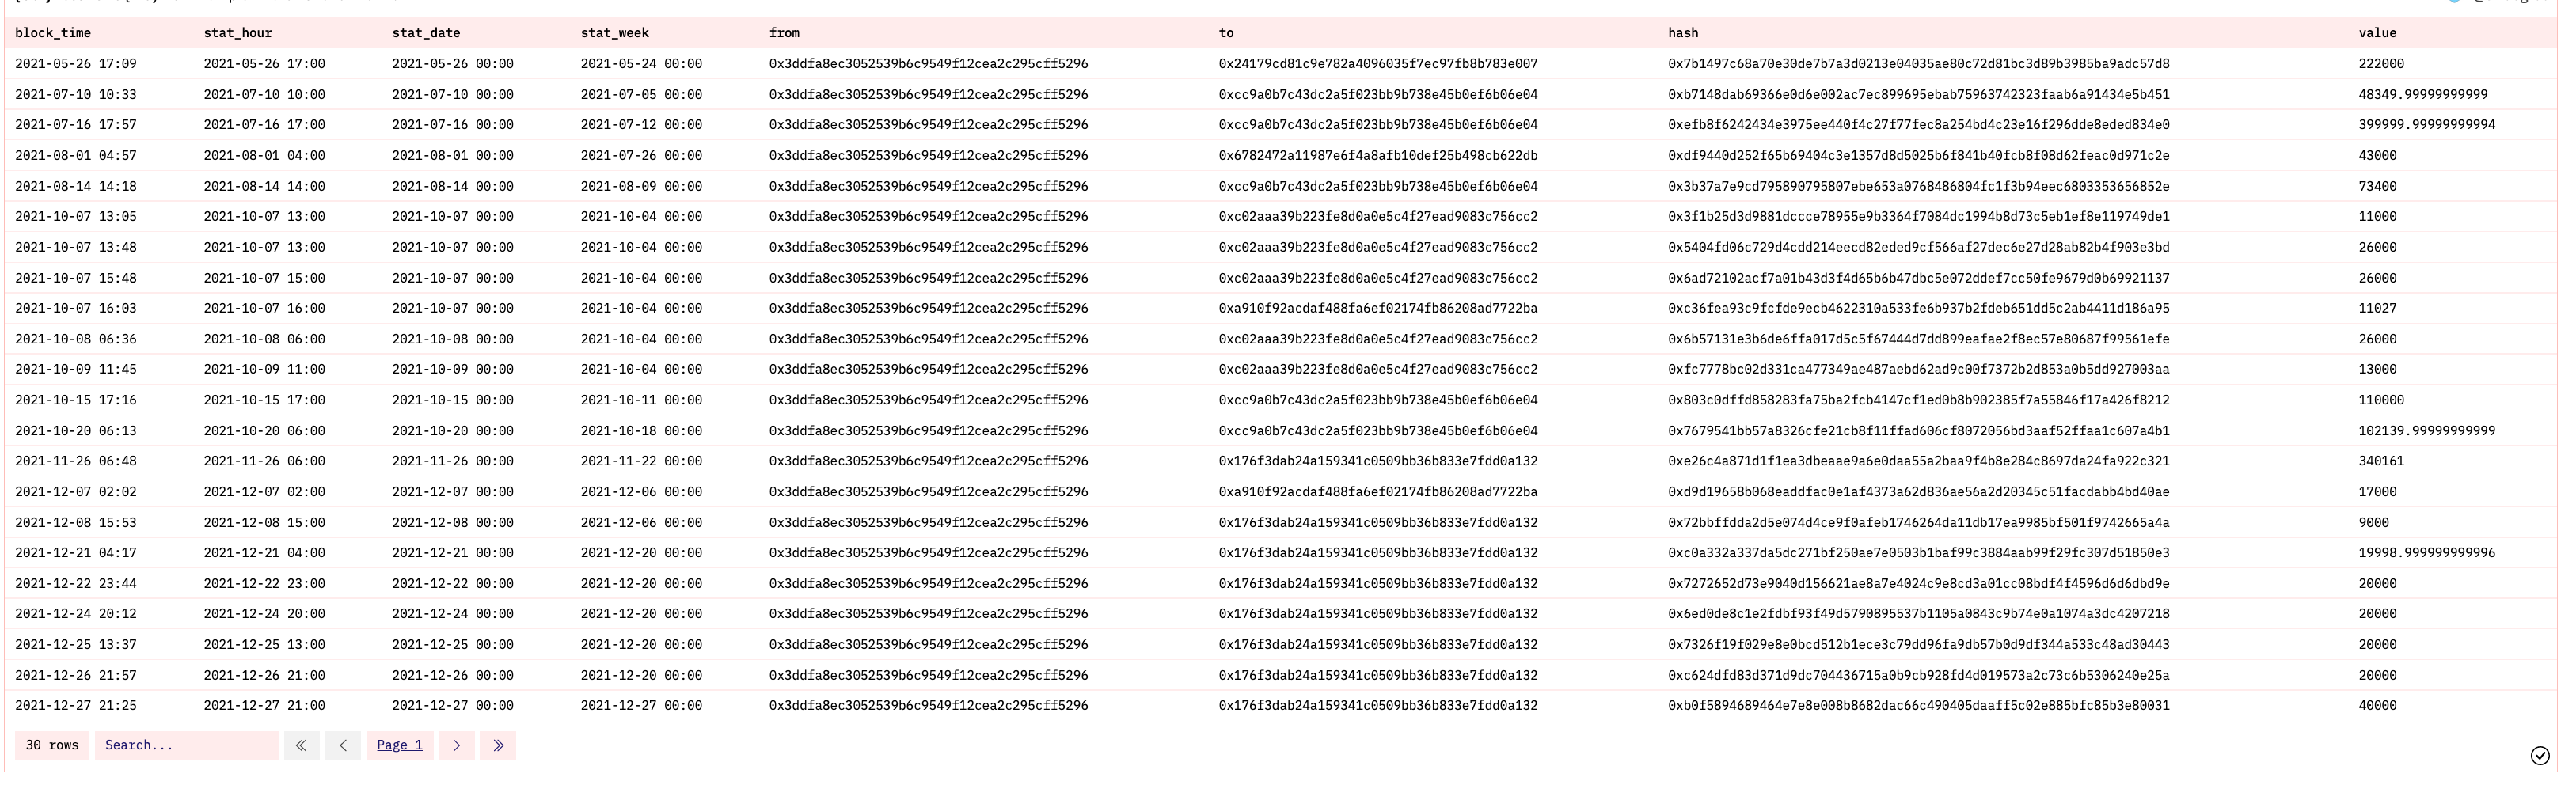 block_time stat_hour stat_date stat_week from to hash value
2021-05-26 17:09 2021-05-26 17:00 2021-05-26 00:00 2021-05-24 00:00 0x3ddfa8ec3052539b6c9549f12cea2c295cff5296 0x24179cd81c9e782a4096035f7ec97fb8b783e007 0x7b1497c68a70e30de7b7a3d0213e04035ae80c72d81bc3d89b3985ba9adc57d8 222000
2021-07-10 10:33 2021-07-10 10:00 2021-07-10 00:00 2021-07-05 00:00 0x3ddfa8ec3052539b6c9549f12cea2c295cff5296 0xcc9a0b7c43dc2a5f023bb9b738e45b0ef6b06e04 0xb7148dab69366e0d6e002ac7ec899695ebab75963742323faab6a91434e5b451 48349.99999999999
2021-07-16 17:57 2021-07-16 17:00 2021-07-16 00:00 2021-07-12 00:00 0x3ddfa8ec3052539b6c9549f12cea2c295cff5296 0xcc9a0b7c43dc2a5f023bb9b738e45b0ef6b06e04 0xefb8f6242434e3975ee440f4c27f77fec8a254bd4c23e16f296dde8eded834e0 399999.99999999994
2021-08-01 04:57 2021-08-01 04:00 2021-08-01 00:00 2021-07-26 00:00 0x3ddfa8ec3052539b6c9549f12cea2c295cff5296 0x6782472a11987e6f4a8afb10def25b498cb622db 0xdf9440d252f65b69404c3e1357d8d5025b6f841b40fcb8f08d62feac0d971c2e 43000
2021-08-14 14:18 2021-08-14 14:00 2021-08-14 00:00 2021-08-09 00:00 0x3ddfa8ec3052539b6c9549f12cea2c295cff5296 0xcc9a0b7c43dc2a5f023bb9b738e45b0ef6b06e04 0x3b37a7e9cd795890795807ebe653a0768486804fc1f3b94eec6803353656852e 73400
2021-10-07 13:05 2021-10-07 13:00 2021-10-07 00:00 2021-10-04 00:00 0x3ddfa8ec3052539b6c9549f12cea2c295cff5296 0xc02aaa39b223fe8d0a0e5c4f27ead9083c756cc2 0x3f1b25d3d9881dccce78955e9b3364f7084dc1994b8d73c5eb1ef8e119749de1 11000
2021-10-07 13:48 2021-10-07 13:00 2021-10-07 00:00 2021-10-04 00:00 0x3ddfa8ec3052539b6c9549f12cea2c295cff5296 0xc02aaa39b223fe8d0a0e5c4f27ead9083c756cc2 0x5404fd06c729d4cdd214eecd82eded9cf566af27dec6e27d28ab82b4f903e3bd 26000
2021-10-07 15:48 2021-10-07 15:00 2021-10-07 00:00 2021-10-04 00:00 0x3ddfa8ec3052539b6c9549f12cea2c295cff5296 0xc02aaa39b223fe8d0a0e5c4f27ead9083c756cc2 0x6ad72102acf7a01b43d3f4d65b6b47dbc5e072ddef7cc50fe9679d0b69921137 26000
2021-10-07 16:03 2021-10-07 16:00 2021-10-07 00:00 2021-10-04 00:00 0x3ddfa8ec3052539b6c9549f12cea2c295cff5296 0xa910f92acdaf488fa6ef02174fb86208ad7722ba 0xc36fea93c9fcfde9ecb4622310a533fe6b937b2fdeb651dd5c2ab4411d186a95 11027
2021-10-08 06:36 2021-10-08 06:00 2021-10-08 00:00 2021-10-04 00:00 0x3ddfa8ec3052539b6c9549f12cea2c295cff5296 0xc02aaa39b223fe8d0a0e5c4f27ead9083c756cc2 0x6b57131e3b6de6ffa017d5c5f67444d7dd899eafae2f8ec57e80687f99561efe 26000
2021-10-09 11:45 2021-10-09 11:00 2021-10-09 00:00 2021-10-04 00:00 0x3ddfa8ec3052539b6c9549f12cea2c295cff5296 0xc02aaa39b223fe8d0a0e5c4f27ead9083c756cc2 0xfc7778bc02d331ca477349ae487aebd62ad9c00f7372b2d853a0b5dd927003aa 13000
2021-10-15 17:16 2021-10-15 17:00 2021-10-15 00:00 2021-10-11 00:00 0x3ddfa8ec3052539b6c9549f12cea2c295cff5296 0xcc9a0b7c43dc2a5f023bb9b738e45b0ef6b06e04 0x803c0dffd858283fa75ba2fcb4147cf1ed0b8b902385f7a55846f17a426f8212 110000
2021-10-20 06:13 2021-10-20 06:00 2021-10-20 00:00 2021-10-18 00:00 0x3ddfa8ec3052539b6c9549f12cea2c295cff5296 0xcc9a0b7c43dc2a5f023bb9b738e45b0ef6b06e04 0x7679541bb57a8326cfe21cb8f11ffad606cf8072056bd3aaf52ffaa1c607a4b1 102139.99999999999
2021-11-26 06:48 2021-11-26 06:00 2021-11-26 00:00 2021-11-22 00:00 0x3ddfa8ec3052539b6c9549f12cea2c295cff5296 0x176f3dab24a159341c0509bb36b833e7fdd0a132 0xe26c4a871d1f1ea3dbeaae9a6e0daa55a2baa9f4b8e284c8697da24fa922c321 340161
2021-12-07 02:02 2021-12-07 02:00 2021-12-07 00:00 2021-12-06 00:00 0x3ddfa8ec3052539b6c9549f12cea2c295cff5296 0xa910f92acdaf488fa6ef02174fb86208ad7722ba 0xd9d19658b068eaddfac0e1af4373a62d836ae56a2d20345c51facdabb4bd40ae 17000
2021-12-08 15:53 2021-12-08 15:00 2021-12-08 00:00 2021-12-06 00:00 0x3ddfa8ec3052539b6c9549f12cea2c295cff5296 0x176f3dab24a159341c0509bb36b833e7fdd0a132 0x72bbffdda2d5e074d4ce9f0afeb1746264da11db17ea9985bf501f9742665a4a 9000
2021-12-21 04:17 2021-12-21 04:00 2021-12-21 00:00 2021-12-20 00:00 0x3ddfa8ec3052539b6c9549f12cea2c295cff5296 0x176f3dab24a159341c0509bb36b833e7fdd0a132 0xc0a332a337da5dc271bf250ae7e0503b1baf99c3884aab99f29fc307d51850e3 19998.999999999996
2021-12-22 23:44 2021-12-22 23:00 2021-12-22 00:00 2021-12-20 00:00 0x3ddfa8ec3052539b6c9549f12cea2c295cff5296 0x176f3dab24a159341c0509bb36b833e7fdd0a132 0x7272652d73e9040d156621ae8a7e4024c9e8cd3a01cc08bdf4f4596d6d6dbd9e 20000
2021-12-24 20:12 2021-12-24 20:00 2021-12-24 00:00 2021-12-20 00:00 0x3ddfa8ec3052539b6c9549f12cea2c295cff5296 0x176f3dab24a159341c0509bb36b833e7fdd0a132 0x6ed0de8c1e2fdbf93f49d5790895537b1105a0843c9b74e0a1074a3dc4207218 20000
2021-12-25 13:37 2021-12-25 13:00 2021-12-25 00:00 2021-12-20 00:00 0x3ddfa8ec3052539b6c9549f12cea2c295cff5296 0x176f3dab24a159341c0509bb36b833e7fdd0a132 0x7326f19f029e8e0bcd512b1ece3c79dd96fa9db57b0d9df344a533c48ad30443 20000
2021-12-26 21:57 2021-12-26 21:00 2021-12-26 00:00 2021-12-20 00:00 0x3ddfa8ec3052539b6c9549f12cea2c295cff5296 0x176f3dab24a159341c0509bb36b833e7fdd0a132 0xc624dfd83d371d9dc704436715a0b9cb928fd4d019573a2c73c6b5306240e25a 20000
2021-12-27 21:25 2021-12-27 21:00 2021-12-27 00:00 2021-12-27 00:00 0x3ddfa8ec3052539b6c9549f12cea2c295cff5296 0x176f3dab24a159341c0509bb36b833e7fdd0a132 0xb0f5894689464e7e8e008b8682dac66c490405daaff5c02e885bfc85b3e80031 40000
30 rows Search... Page 1